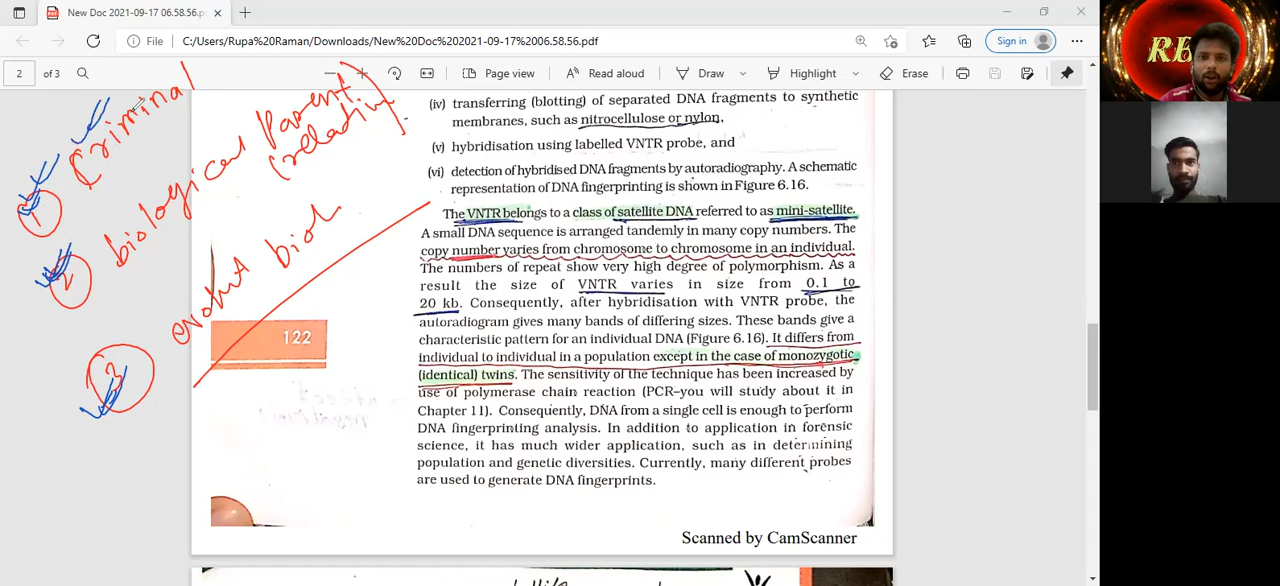 New Doc 2021-09-17 06.58.56.p
File C:/Users/Rupa%20Raman/Downloads/New%20Doc%202021-09-17%2006.58.56.pdf
Sign in
2 of 3
Page view
Read aloud
Draw
Highlight
Erase
(iv) transferring (blotting) of separated DNA fragments to synthetic
membranes, such as nitrocellulose or nylon,
(v) hybridisation using labelled VNTR probe, and
(vi) detection of hybridised DNA fragments by autoradiography. A schematic
representation of DNA fingerprinting is shown in Figure 6.16.
The VNTR belongs to a class of satellite DNA referred to as mini-satellite.
A small DNA sequence is arranged tandemly in many copy numbers. The
copy number varies from chromosome to chromosome in an individual.
The numbers of repeat show very high degree of polymorphism. As a
result the size of VNTR varies in size from 0.1 to
20 kb. Consequently, after hybridisation with VNTR probe, the
autoradiogram gives many bands of differing sizes. These bands give a
characteristic pattern for an individual DNA (Figure 6.16). It differs from
individual to individual in a population except in the case of monozygotic
(identical) twins. The sensitivity of the technique has been increased by
use of polymerase chain reaction (PCR–you will study about it in
Chapter 11). Consequently, DNA from a single cell is enough to perform
DNA fingerprinting analysis. In addition to application in forensic
science, it has much wider application, such as in determining
population and genetic diversities. Currently, many different probes
are used to generate DNA fingerprints.
122
Scanned by CamScanner
1 Criminal
2 biological Parent
(relative)
3 biol